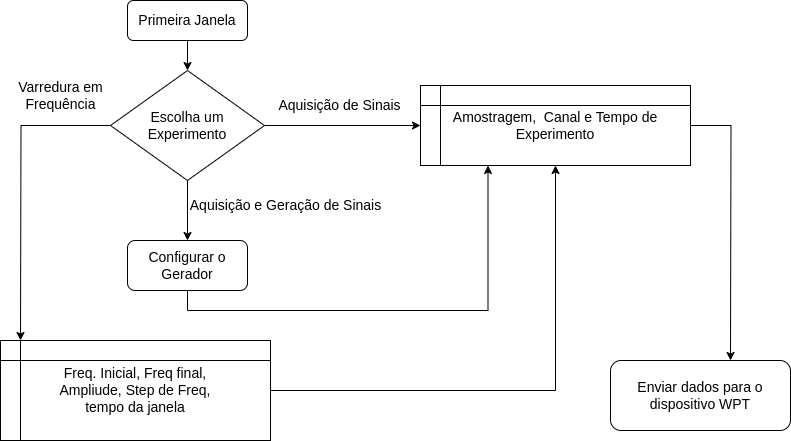 Primeira Janela
Varredura em
Frequência
Escolha um
Experimento
Aquisição de Sinais
Amostragem,  Canal e Tempo de
Experimento
Aquisição e Geração de Sinais
Configurar o
Gerador
Freq. Inicial, Freq final,
Ampliude, Step de Freq,
tempo da janela
Enviar dados para o
dispositivo WPT